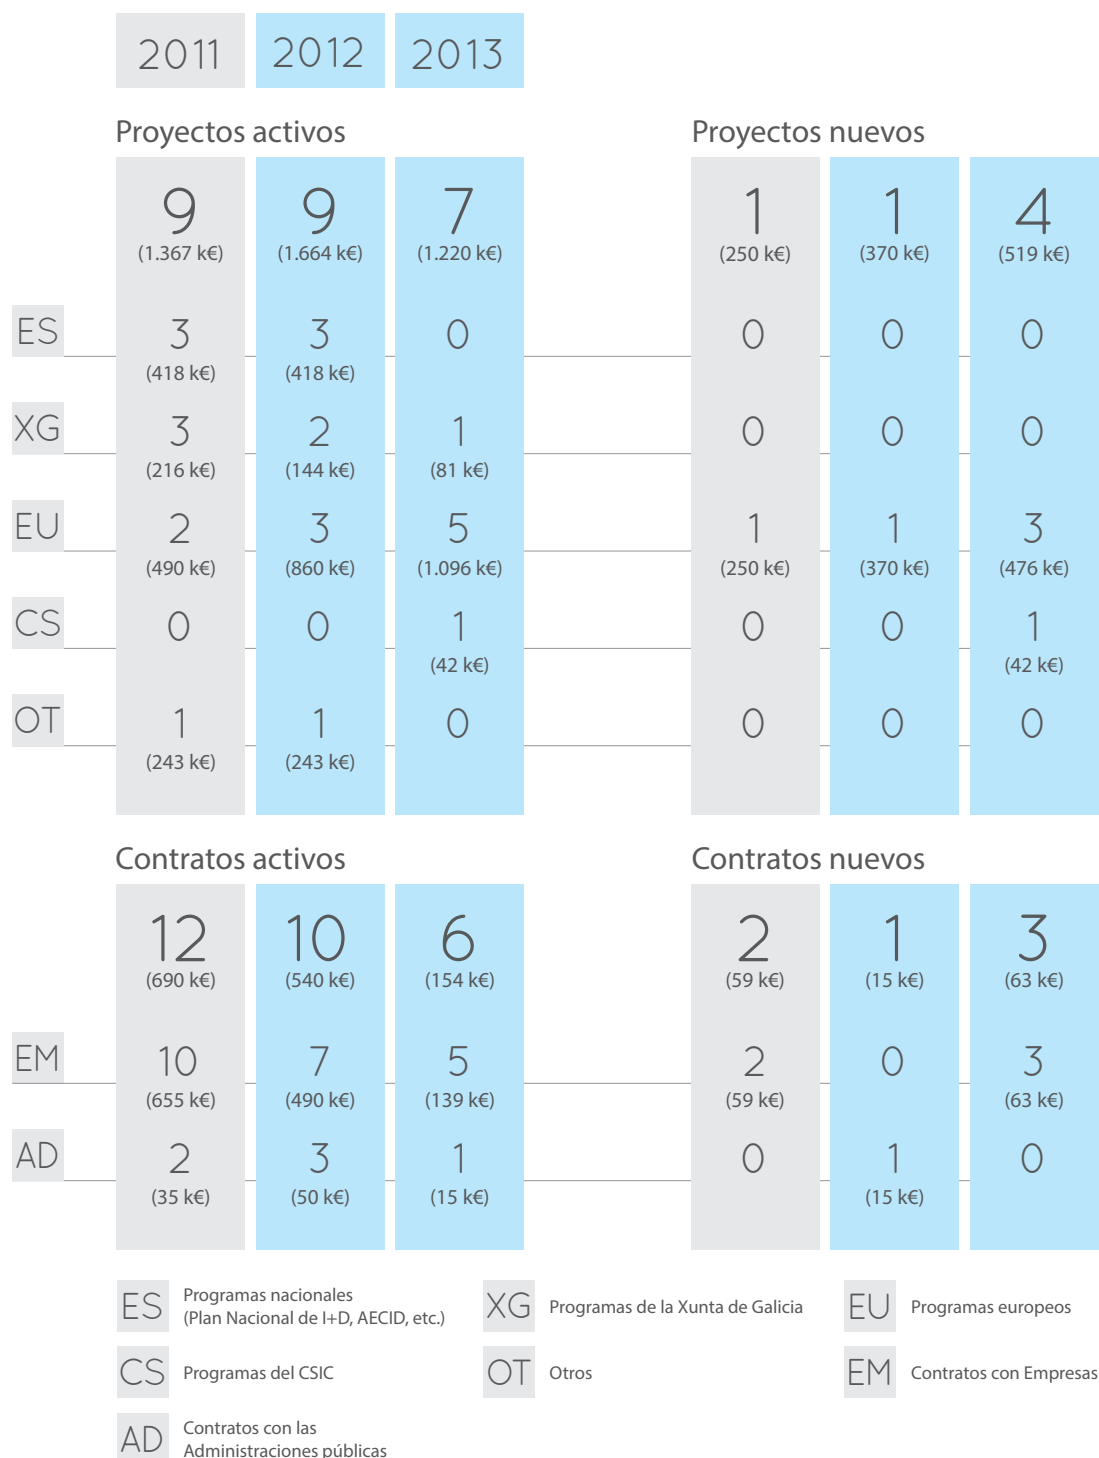 2011 2012 2013
Proyectos activos Proyectos nuevos
9 9 7 1 1 4
(1.367 k€) (1.664 k€) (1.220 k€) (250 k€) (370 k€) (519 k€)
ES 3 3 0 0 0 0
(418 k€) (418 k€)
XG 3 2 1 0 0 0
(216 k€) (144 k€) (81 k€)
EU 2 3 5 1 1 3
(490 k€) (860 k€) (1.096 k€) (250 k€) (370 k€) (476 k€)
CS 0 0 1 0 0 1
(42 k€) (42 k€)
OT 1 1 0 0 0 0
(243 k€) (243 k€)
Contratos activos Contratos nuevos
12 10 6 2 1 3
(690 k€) (540 k€) (154 k€) (59 k€) (15 k€) (63 k€)
EM 10 7 5 2 0 3
(655 k€) (490 k€) (139 k€) (59 k€) (63 k€)
AD 2 3 1 0 1 0
(35 k€) (50 k€) (15 k€) (15 k€)
ES Programas nacionales
(Plan Nacional de I+D, AECID, etc.)
XG Programas de la Xunta de Galicia
EU Programas europeos
CS Programas del CSIC
OT Otros
EM Contratos con Empresas
AD Contratos con las
Administraciones públicas